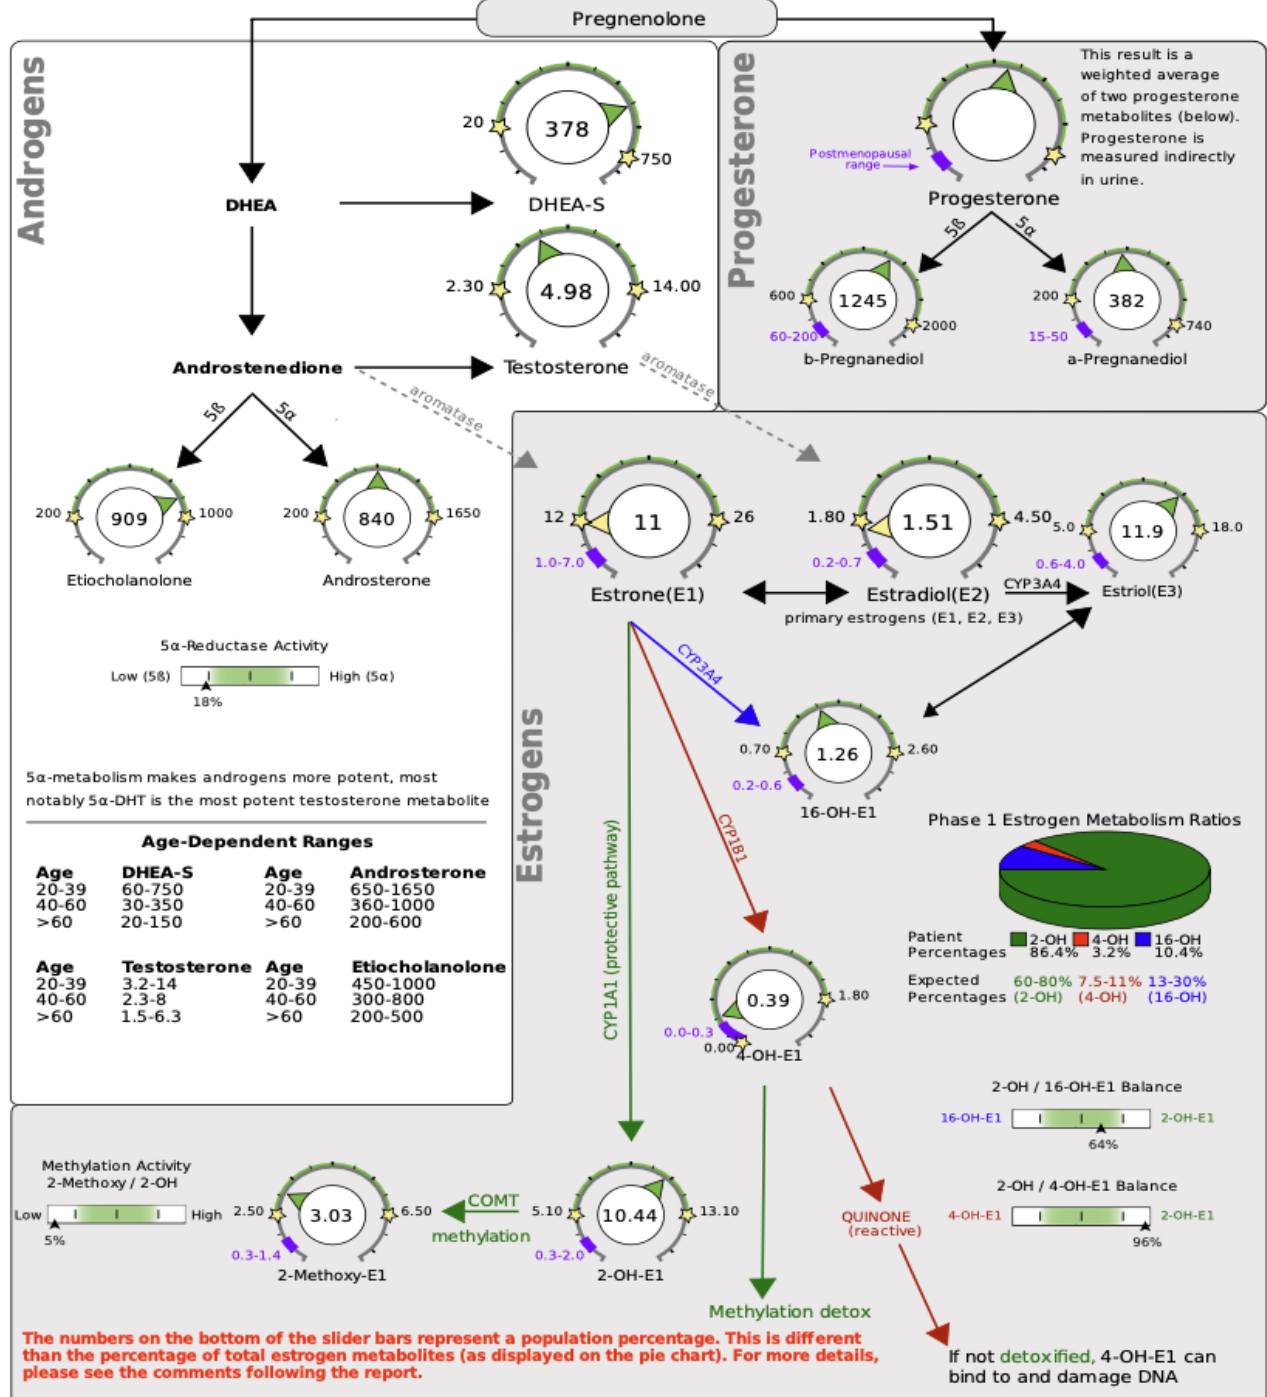 Pregnenolone
Androgens
20
378
750
DHEA
DHEA-S
2.30
4.98
14.00
Androstenedione
Testosterone
aromatase
aromatase
5ß
5α
200
909
1000
Etiocholanolone
200
840
1650
Androsterone
5α-Reductase Activity
Low (5ß)
High (5α)
18%
5α-metabolism makes androgens more potent, most
notably 5α-DHT is the most potent testosterone metabolite
Age-Dependent Ranges
Age DHEA-S Age Androsterone
20-39 60-750 20-39 650-1650
40-60 30-350 40-60 360-1000
>60 20-150 >60 200-600
Age Testosterone Age Etiocholanolone
20-39 3.2-14 20-39 450-1000
40-60 2.3-8 40-60 300-800
>60 1.5-6.3 >60 200-500
Progesterone
This result is a
weighted average
of two progesterone
metabolites (below).
Progesterone is
measured indirectly
in urine.
Postmenopausal
range
Progesterone
5ß
5α
600
1245
2000
60-200
b-Pregnanediol
200
382
740
15-50
a-Pregnanediol
Estrogens
12
11
26
1.0-7.0
Estrone(E1)
1.80
1.51
4.50
0.2-0.7
Estradiol(E2)
CYP3A4
5.0
11.9
18.0
0.6-4.0
Estriol(E3)
primary estrogens (E1, E2, E3)
CYP3A4
0.70
1.26
2.60
0.2-0.6
16-OH-E1
CYP1B1
CYP1A1 (protective pathway)
Phase 1 Estrogen Metabolism Ratios
Patient
Percentages
2-OH 4-OH 16-OH
86.4% 3.2% 10.4%
Expected
Percentages
60-80% 7.5-11% 13-30%
(2-OH) (4-OH) (16-OH)
0.39
1.80
0.0-0.3
0.00
4-OH-E1
2-OH / 16-OH-E1 Balance
16-OH-E1
2-OH-E1
64%
2-OH / 4-OH-E1 Balance
4-OH-E1
2-OH-E1
96%
QUINONE
(reactive)
Methylation Activity
2-Methoxy / 2-OH
Low
High
5%
2.50
3.03
6.50
0.3-1.4
2-Methoxy-E1
COMT
methylation
5.10
10.44
13.10
0.3-2.0
2-OH-E1
Methylation detox
The numbers on the bottom of the slider bars represent a population percentage. This is different
than the percentage of total estrogen metabolites (as displayed on the pie chart). For more details,
please see the comments following the report.
If not detoxified, 4-OH-E1 can
bind to and damage DNA